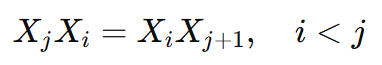 X_j X_i = X_i X_{j+1},    i < j